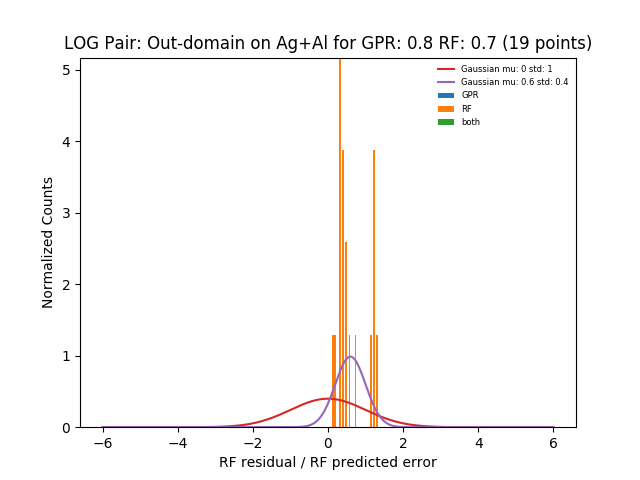 LOG Pair: Out-domain on Ag+Al for GPR: 0.8 RF: 0.7 (19 points)
Gaussian mu: 0 std: 1
Gaussian mu: 0.6 std: 0.4
GPR
RF
both
Normalized Counts
5
4
3
2
1
0
−6 −4 −2 0 2 4 6
RF residual / RF predicted error